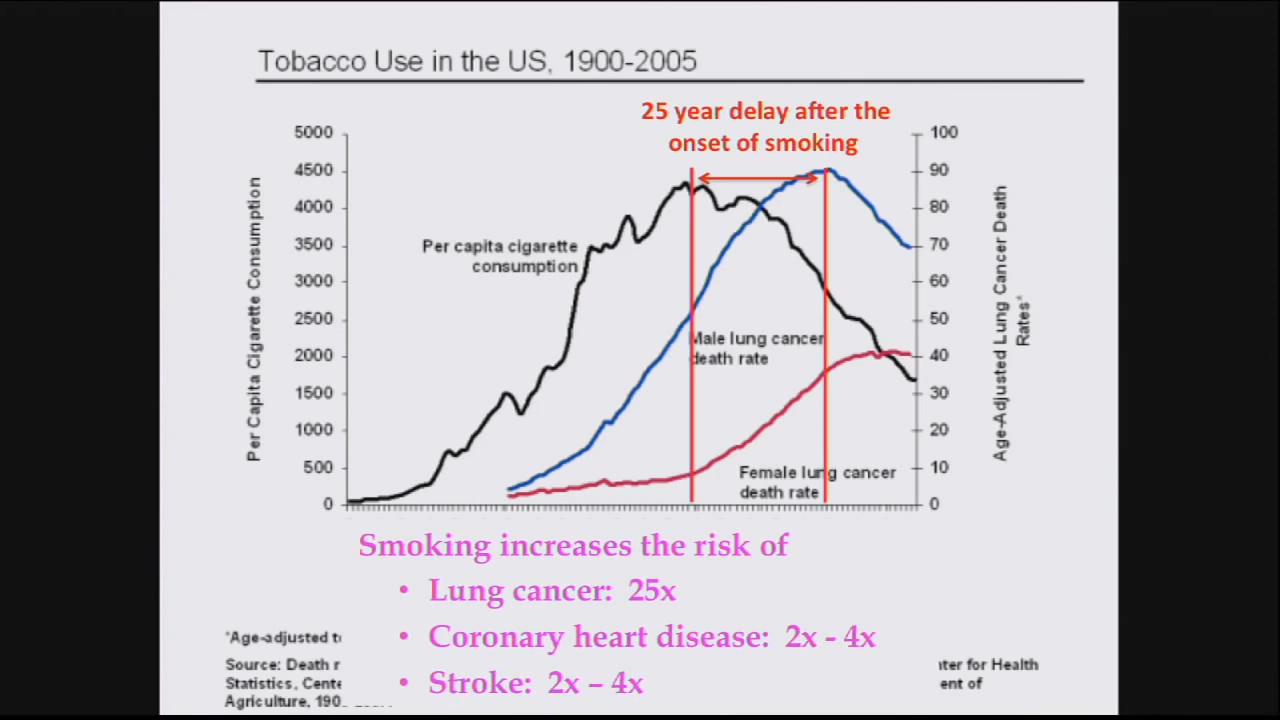 Tobacco Use in the US, 1900-2005
25 year delay after the
onset of smoking
5000
4500
4000
3500
3000
2500
2000
1500
1000
500
0
100
90
80
70
60
50
40
30
20
10
0
Per Capita Cigarette Consumption
Age-Adjusted Lung Cancer Death
Rates*
Per capita cigarette
consumption
Male lung cancer
death rate
Female lung cancer
death rate
Smoking increases the risk of
• Lung cancer: 25x
• Coronary heart disease: 2x - 4x
• Stroke: 2x – 4x
*Age-adjusted
Source: Death
for Health
Statistics,
of
Agriculture,